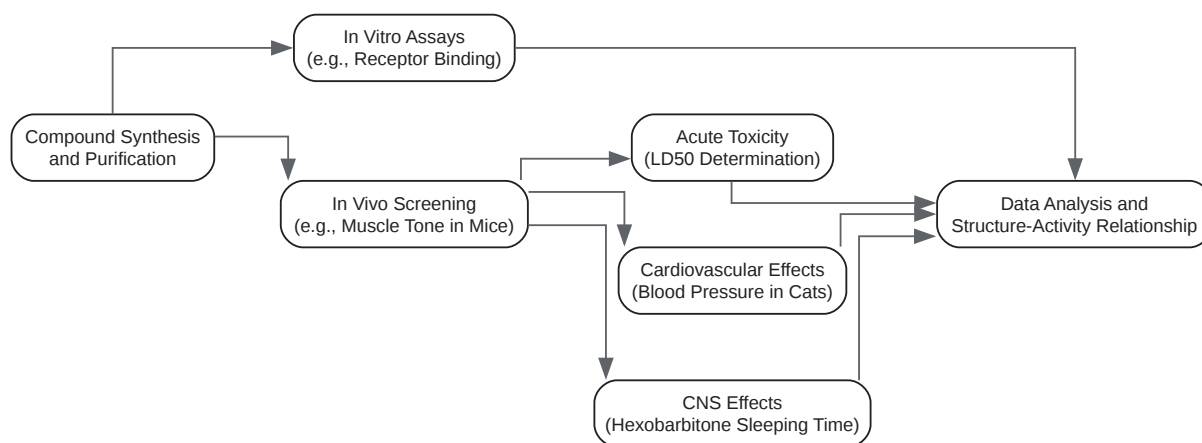 In Vitro Assays
(e.g., Receptor Binding)
Compound Synthesis
and Purification
Acute Toxicity
(LD50 Determination)
In Vivo Screening
(e.g., Muscle Tone in Mice)
Data Analysis and
Structure-Activity Relationship
Cardiovascular Effects
(Blood Pressure in Cats)
CNS Effects
(Hexobarbitone Sleeping Time)